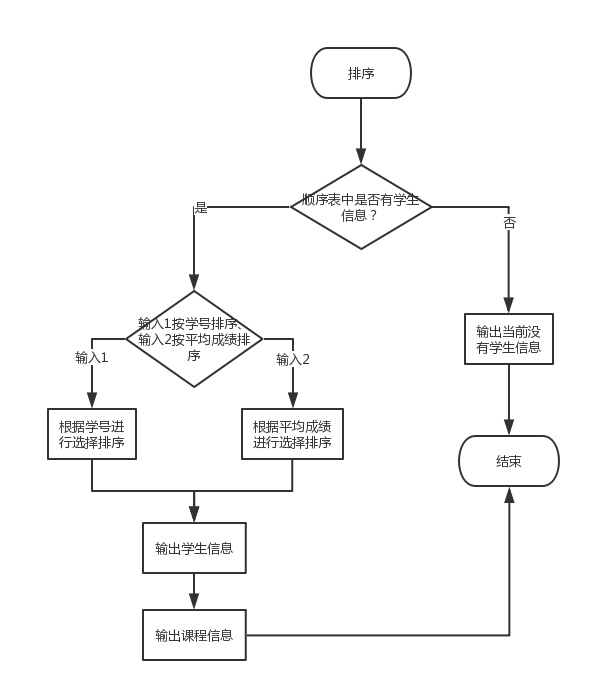 排序
顺序表中是否有学生
信息？
是
否
输入1按学号排序、
输入2按平均成绩排
序
输出当前没
有学生信息
输入1
输入2
根据学号进
行选择排序
根据平均成绩
进行选择排序
结束
输出学生信息
输出课程信息